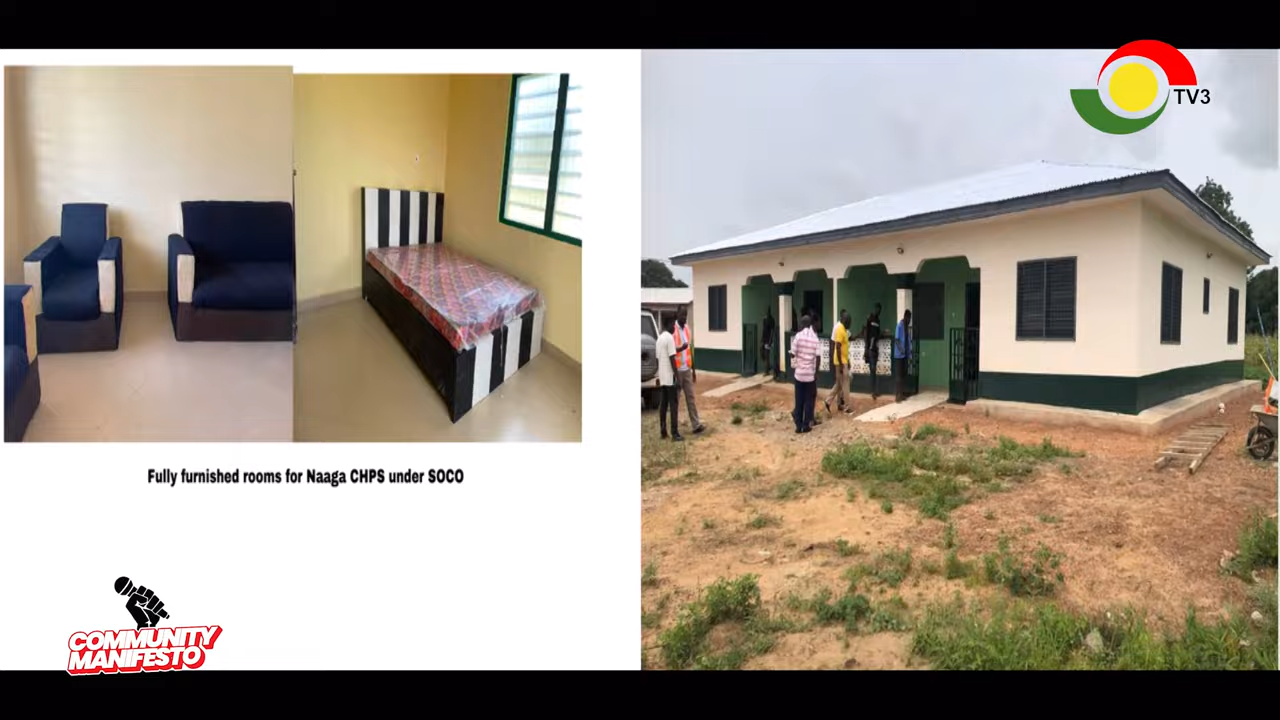 TV3
Fully furnished rooms for Naaga CHPS under SOCO
COMMUNITY
MANIFESTO